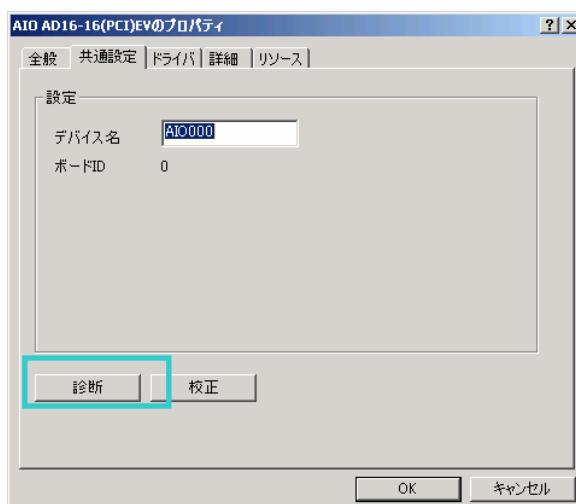 AIO AD16-16(PCI)EVのプロパティ
全般 共通設定 ドライバ 詳細 リソース
設定
デバイス名 AIO000
ボードID 0
診断 校正
OK キャンセル